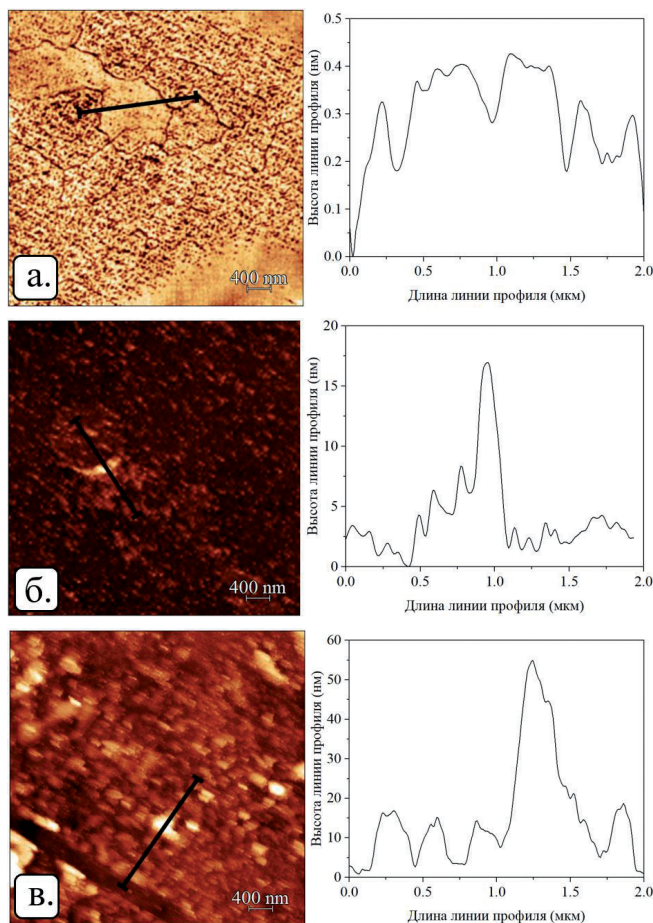 а.
400 nm
Высота линии профиля (нм)
0.5
0.4
0.3
0.2
0.1
0.0
0.0 0.5 1.0 1.5 2.0
Длина линии профиля (мкм)
б.
400 nm
Высота линии профиля (нм)
20
15
10
5
0
0.0 0.5 1.0 1.5 2.0
Длина линии профиля (мкм)
в.
400 nm
Высота линии профиля (нм)
60
50
40
30
20
10
0
0.0 0.5 1.0 1.5 2.0
Длина линии профиля (мкм)